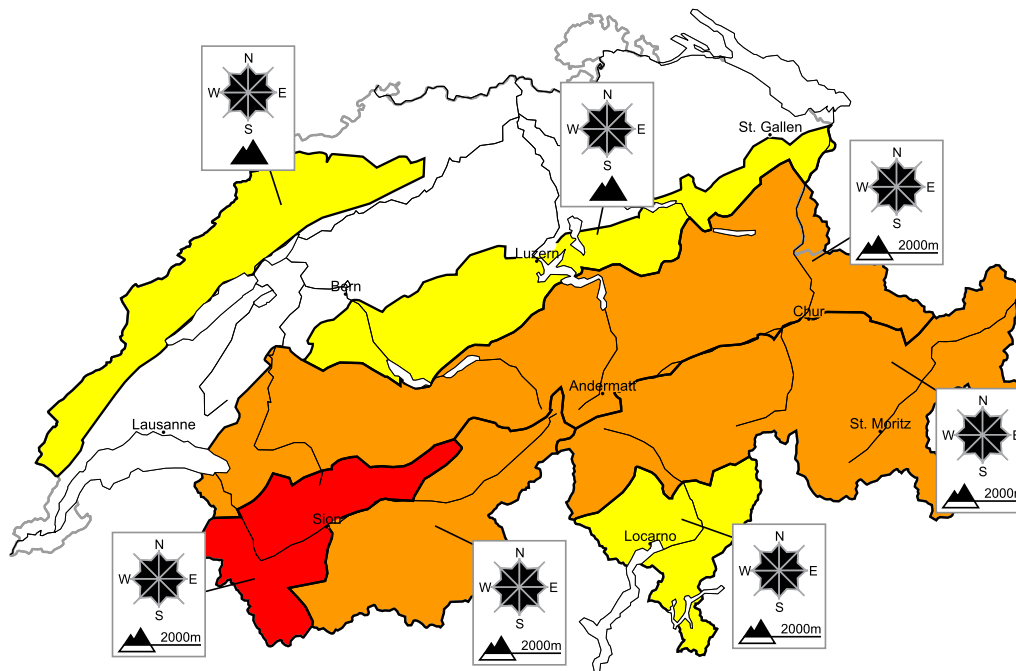 N
W E
S
N
W E
S
St. Gallen
N
W E
S
2000m
Luzern
Bern
Chur
Andermatt
St. Moritz
Lausanne
N
W E
S
2000m
Sion
Locarno
N
W E
S
2000m
N
W E
S
2000m
N
W E
S
2000m